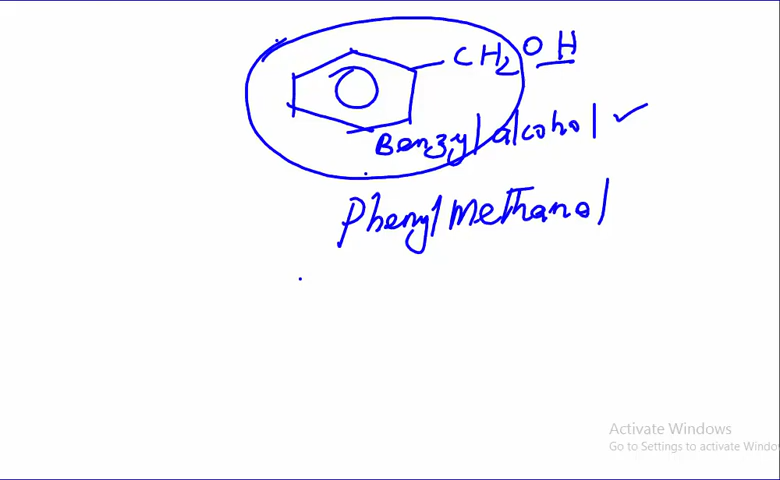 CH₂OH
Benzyl alcohol ✓
Phenyl Methanol
Activate Windows
Go to Settings to activate Windo